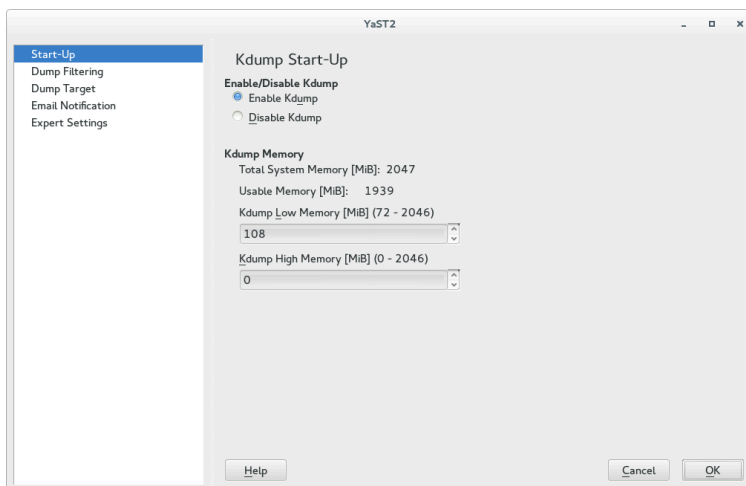 YaST2
Start-Up
Dump Filtering
Dump Target
Email Notification
Expert Settings
Kdump Start-Up
Enable/Disable Kdump
Enable Kdump
Disable Kdump
Kdump Memory
Total System Memory [MiB]: 2047
Usable Memory [MiB]: 1939
Kdump Low Memory [MiB] (72 - 2046)
108
Kdump High Memory [MiB] (0 - 2046)
0
Help
Cancel
OK